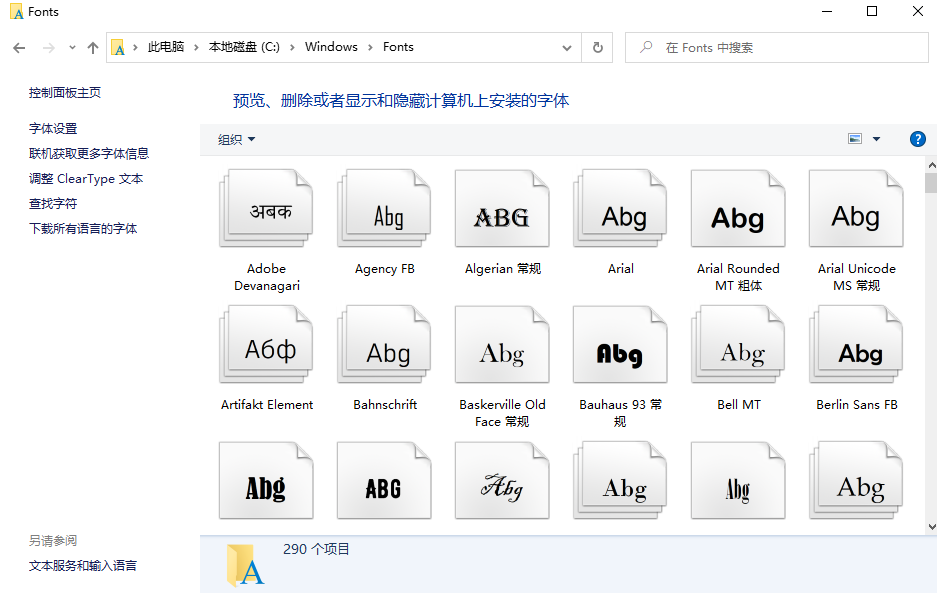 Fonts
此电脑 本地磁盘 (C:) Windows Fonts
在 Fonts 中搜索
控制面板主页
字体设置
联机获取更多字体信息
调整 ClearType 文本
查找字符
下载所有语言的字体
另请参阅
文本服务和输入语言
预览、删除或者显示和隐藏计算机上安装的字体
组织
अबक Abg ABG Abg Abg Abg
Adobe Agency FB Algerian 常规 Arial Arial Rounded Arial Unicode
Devanagari MT 粗体 MS 常规
Абф Abg Abg Abg Abg Abg
Artifakt Element Bahnschrift Baskerville Old Bauhaus 93 常 Bell MT Berlin Sans FB
Face 常规 规
Abg ABG Abg Abg Abg Abg
290 个项目